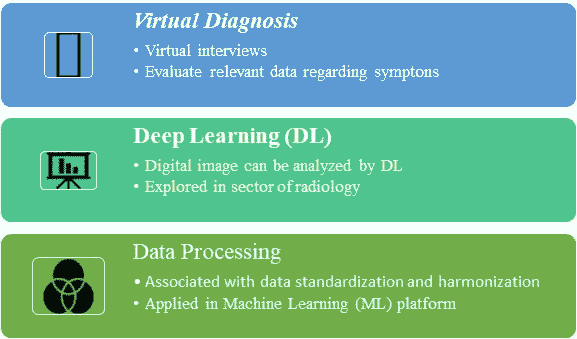 Virtual Diagnosis
• Virtual interviews
• Evaluate relevant data regarding symptons
Deep Learning (DL)
• Digital image can be analyzed by DL
• Explored in sector of radiology
Data Processing
• Associated with data standardization and harmonization
• Applied in Machine Learning (ML) platform